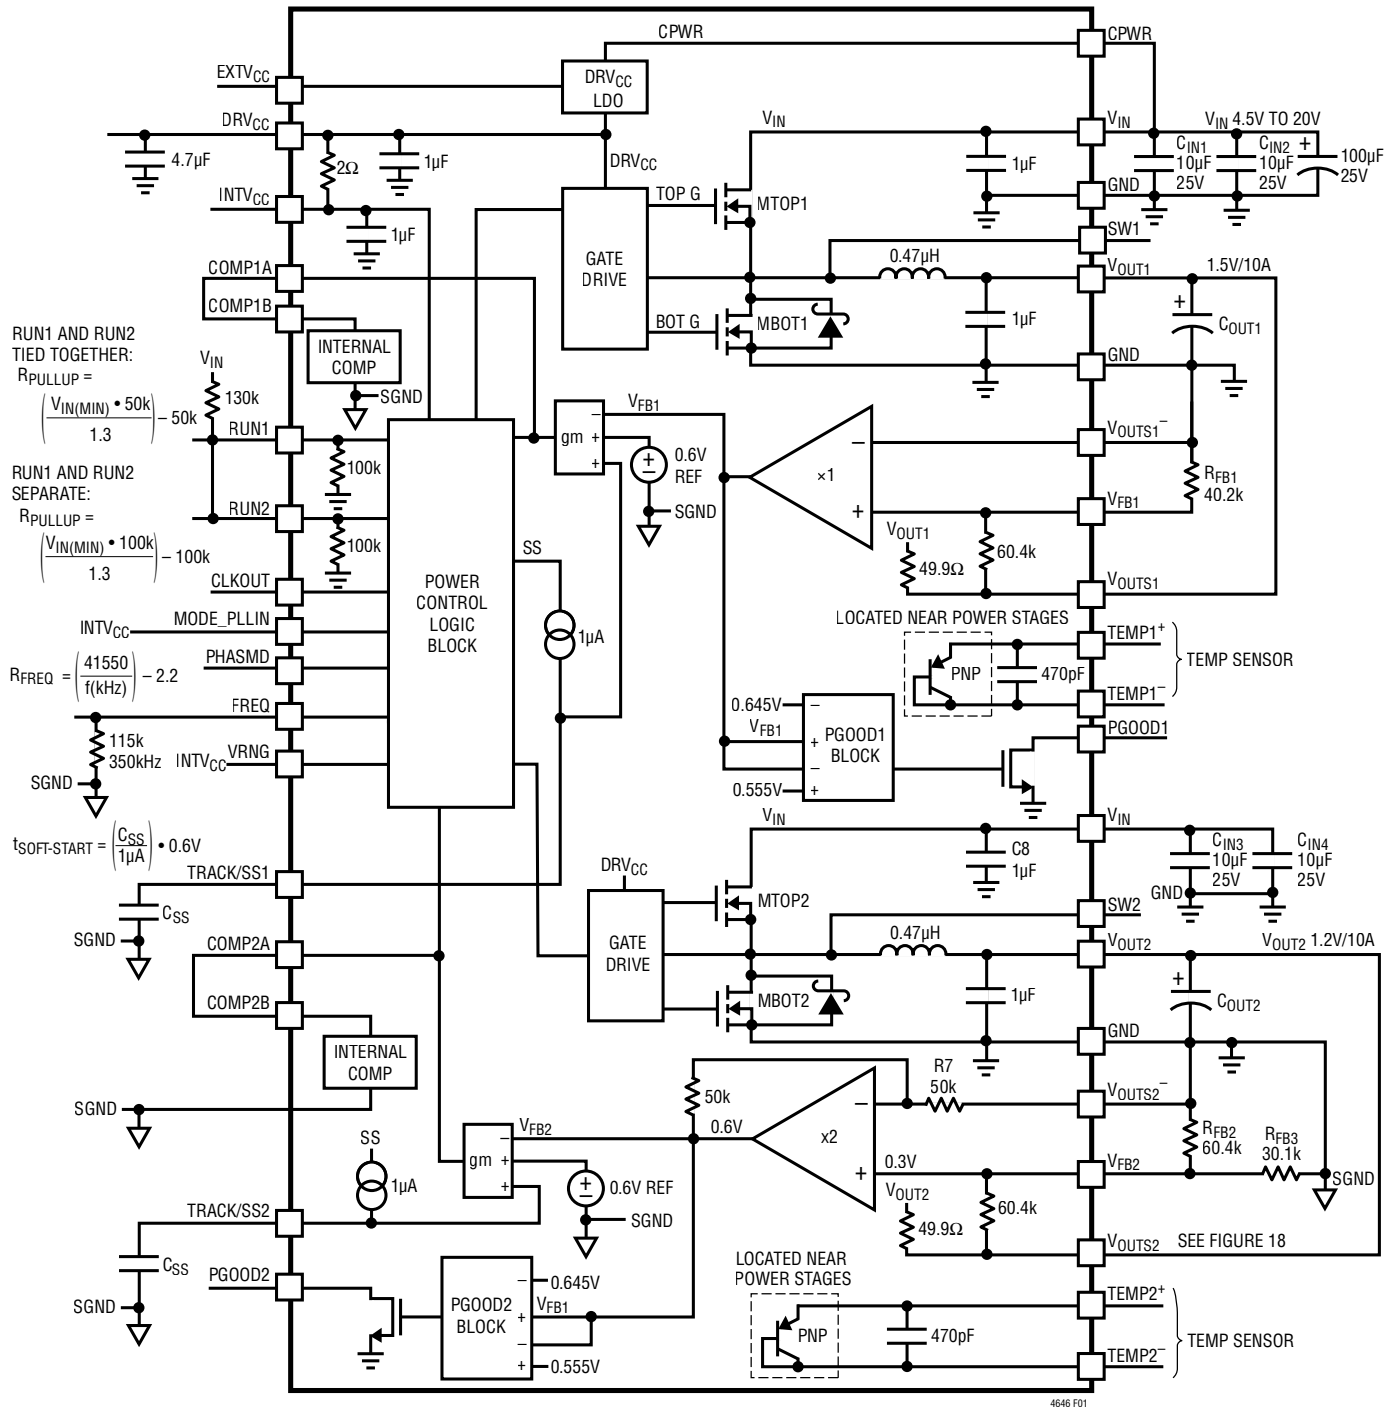 CPWR
CPWR
EXTVCC
DRVCC
LDO
DRVCC
4.7µF
2Ω
1µF
DRVCC
VIN
1µF
VIN
VIN 4.5V TO 20V
CIN1
10µF
25V
CIN2
10µF
25V
+
100µF
25V
GND
INTVCC
1µF
TOP G
MTOP1
GATE
DRIVE
SW1
COMP1A
0.47µH
VOUT1
1.5V/10A
COMP1B
INTERNAL
COMP
SGND
BOT G
MBOT1
1µF
+
COUT1
GND
RUN1 AND RUN2
TIED TOGETHER:
RPULLUP =
(VIN(MIN) • 50k
1.3) – 50k
VIN
130k
RUN1
100k
RUN1 AND RUN2
SEPARATE:
RPULLUP =
(VIN(MIN) • 100k
1.3) – 100k
RUN2
100k
gm
–
+
+
VFB1
+
–
0.6V
REF
SGND
–
×1
+
VOUTS1–
RFB1
40.2k
VFB1
VOUT1
49.9Ω
60.4k
VOUTS1
CLKOUT
POWER
CONTROL
LOGIC
BLOCK
SS
1µA
INTVCC
MODE_PLLIN
PHASMD
RFREQ = (41550
f(kHz)) – 2.2
FREQ
115k
350kHz
SGND
INTVCC
VRNG
LOCATED NEAR POWER STAGES
PNP
470pF
TEMP1+
TEMP1–
TEMP SENSOR
0.645V
VFB1
0.555V
–
+
–
+
PGOOD1
BLOCK
PGOOD1
tSOFT-START = (CSS
1µA) • 0.6V
TRACK/SS1
CSS
SGND
VIN
C8
1µF
VIN
CIN3
10µF
25V
CIN4
10µF
25V
GND
DRVCC
MTOP2
GATE
DRIVE
SW2
COMP2A
0.47µH
VOUT2
VOUT2 1.2V/10A
COMP2B
INTERNAL
COMP
MBOT2
1µF
+
COUT2
GND
SGND
50k
R7
50k
VOUTS2–
–
x2
+
0.6V
VFB2
gm
–
+
+
0.3V
VFB2
RFB2
60.4k
RFB3
30.1k
SGND
SS
1µA
+
–
0.6V REF
SGND
VOUT2
49.9Ω
60.4k
VOUTS2
SEE FIGURE 18
TRACK/SS2
CSS
SGND
PGOOD2
PGOOD2
BLOCK
–
+
–
+
0.645V
VFB1
0.555V
LOCATED NEAR
POWER STAGES
PNP
470pF
TEMP2+
TEMP2–
TEMP SENSOR
4646 F01